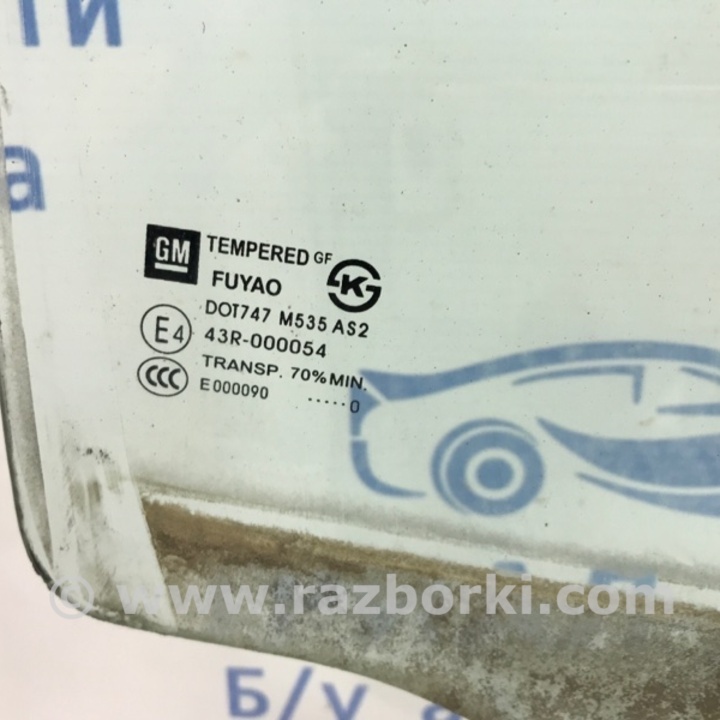 ти
а
GM TEMPERED GF
FUYAO
DOT747 M535 AS2
E4 43R-000054
CCC TRANSP. 70% MIN.
E000090 .....0
K
© www.razborki.com
Б/у а